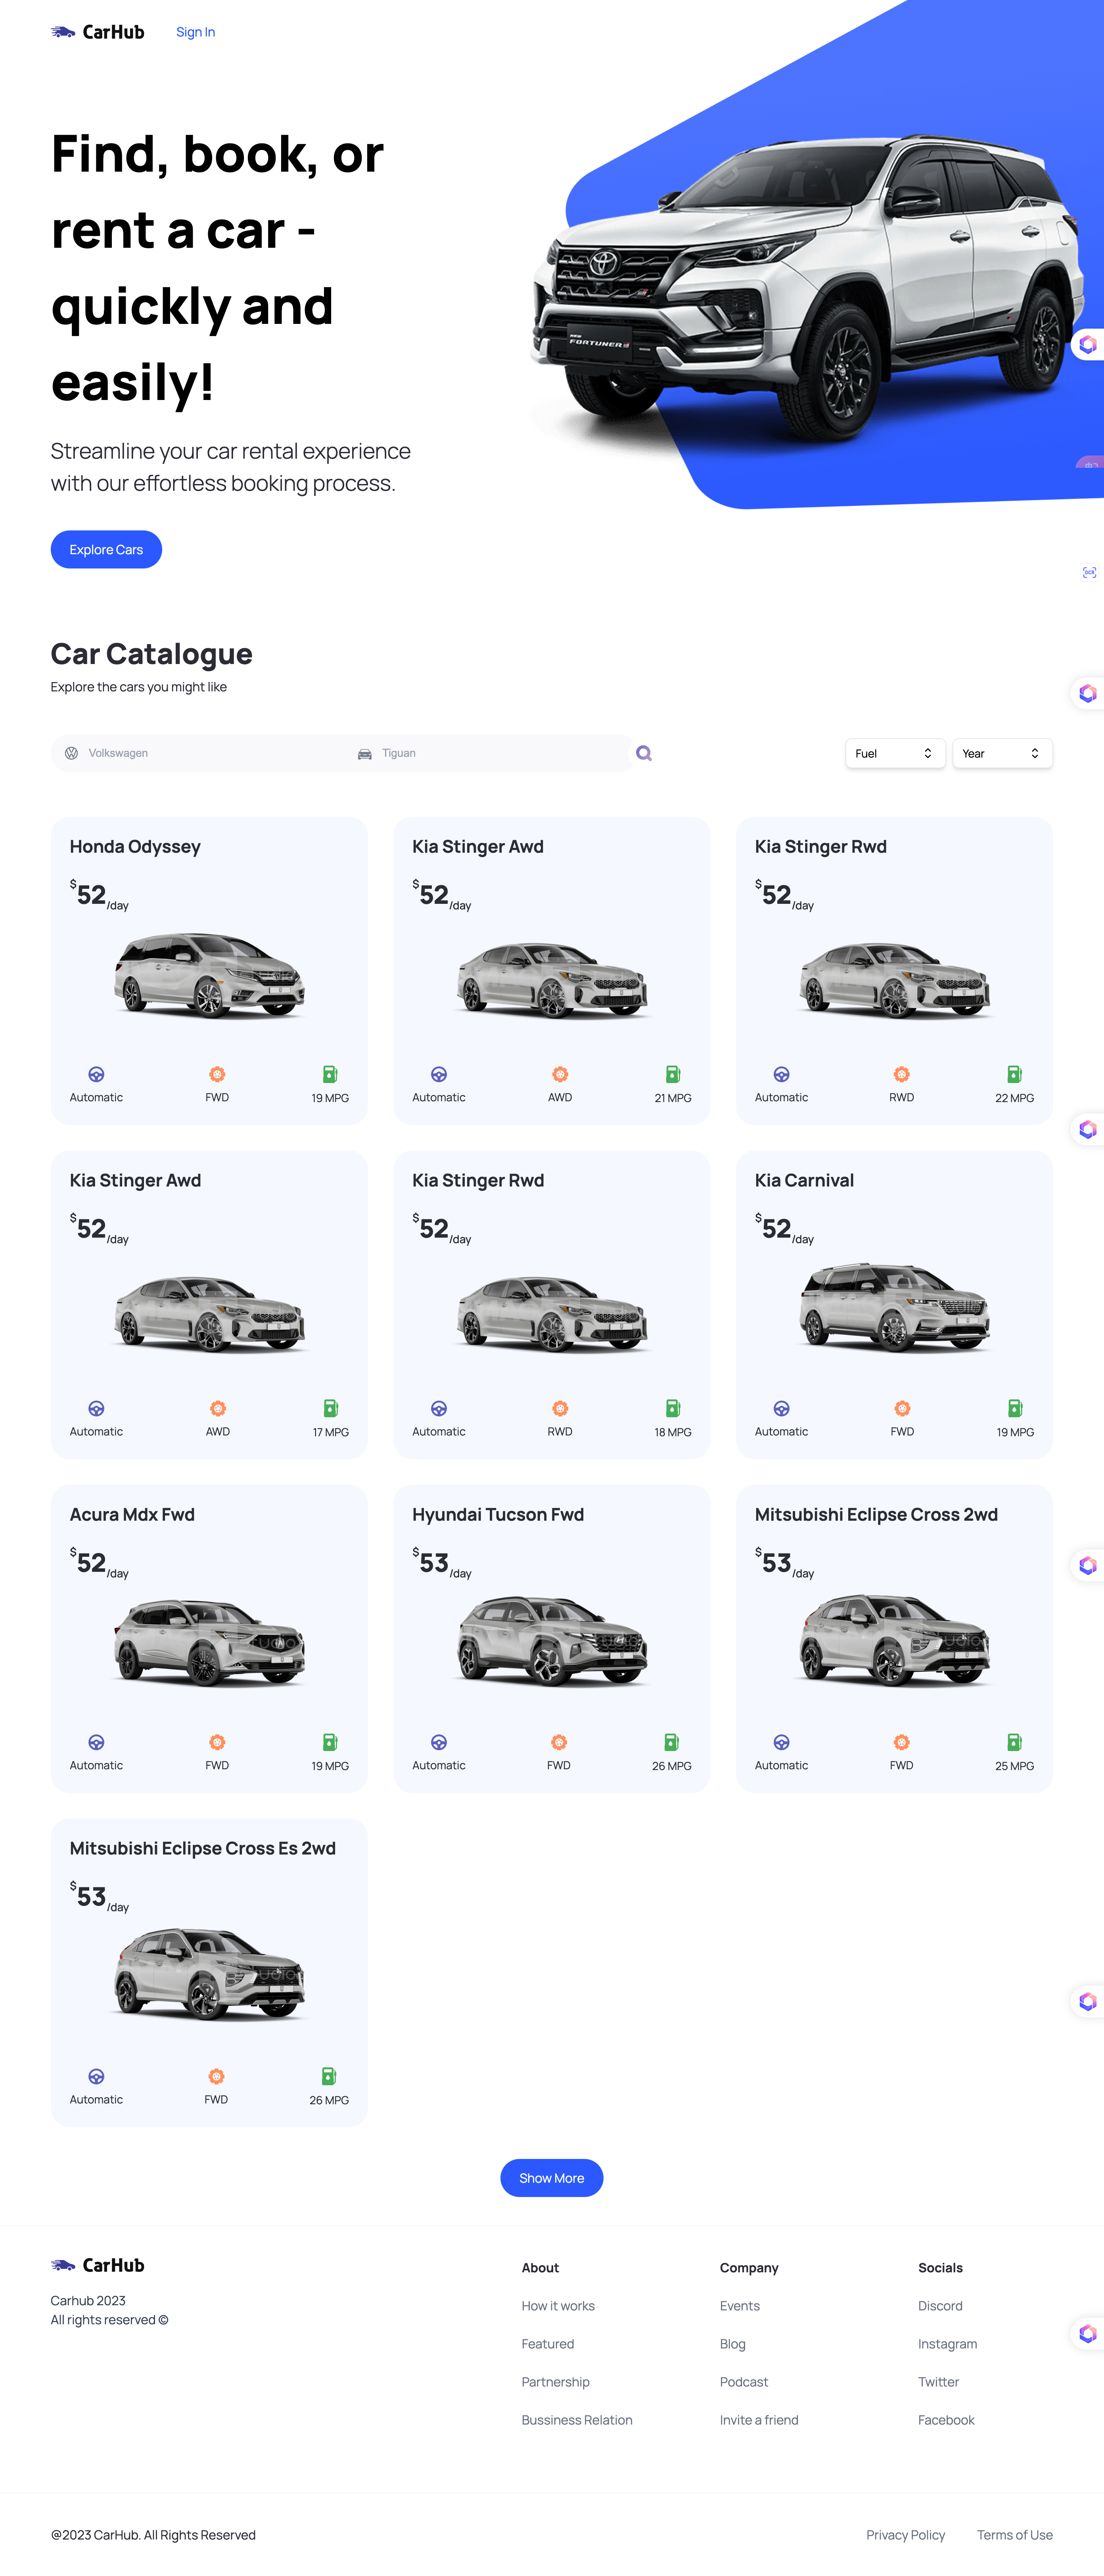 CarHub
Sign In
Find, book, or
rent a car -
quickly and
easily!
Streamline your car rental experience
with our effortless booking process.
Explore Cars
NEW
FORTUNER
OCR
Car Catalogue
Explore the cars you might like
Volkswagen
Tiguan
Fuel
Year
Honda Odyssey
$52/day
Automatic
FWD
19 MPG
Kia Stinger Awd
$52/day
Automatic
AWD
21 MPG
Kia Stinger Rwd
$52/day
Automatic
RWD
22 MPG
Kia Stinger Awd
$52/day
Automatic
AWD
17 MPG
Kia Stinger Rwd
$52/day
Automatic
RWD
18 MPG
Kia Carnival
$52/day
Automatic
FWD
19 MPG
Acura Mdx Fwd
$52/day
Automatic
FWD
19 MPG
Hyundai Tucson Fwd
$53/day
Automatic
FWD
26 MPG
Mitsubishi Eclipse Cross 2wd
$53/day
Automatic
FWD
25 MPG
Mitsubishi Eclipse Cross Es 2wd
$53/day
Automatic
FWD
26 MPG
Show More
CarHub
Carhub 2023
All rights reserved ©
About
How it works
Featured
Partnership
Bussiness Relation
Company
Events
Blog
Podcast
Invite a friend
Socials
Discord
Instagram
Twitter
Facebook
@2023 CarHub. All Rights Reserved
Privacy Policy
Terms of Use